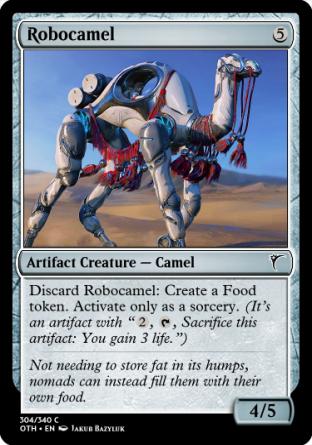 Robocamel 5
Artifact Creature — Camel
Discard Robocamel: Create a Food
token. Activate only as a sorcery. (It's
an artifact with “2, , Sacrifice this
artifact: You gain 3 life.”)
Not needing to store fat in its humps,
nomads can instead fill them with their
own food.
304/340 C
OTH • EN Jakub Bazyluk
4/5